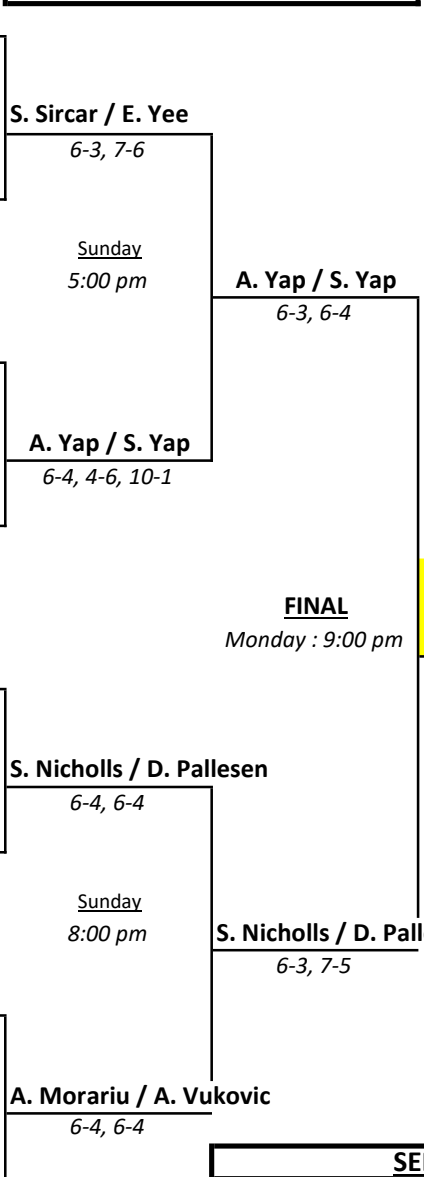 S. Sircar / E. Yee
6-3, 7-6
Sunday
5:00 pm
A. Yap / S. Yap
6-3, 6-4
A. Yap / S. Yap
6-4, 4-6, 10-1
FINAL
Monday : 9:00 pm
S. Nicholls / D. Pallesen
6-4, 6-4
Sunday
8:00 pm
S. Nicholls / D.
6-3, 7-5
A. Morariu / A. Vukovic
6-4, 6-4